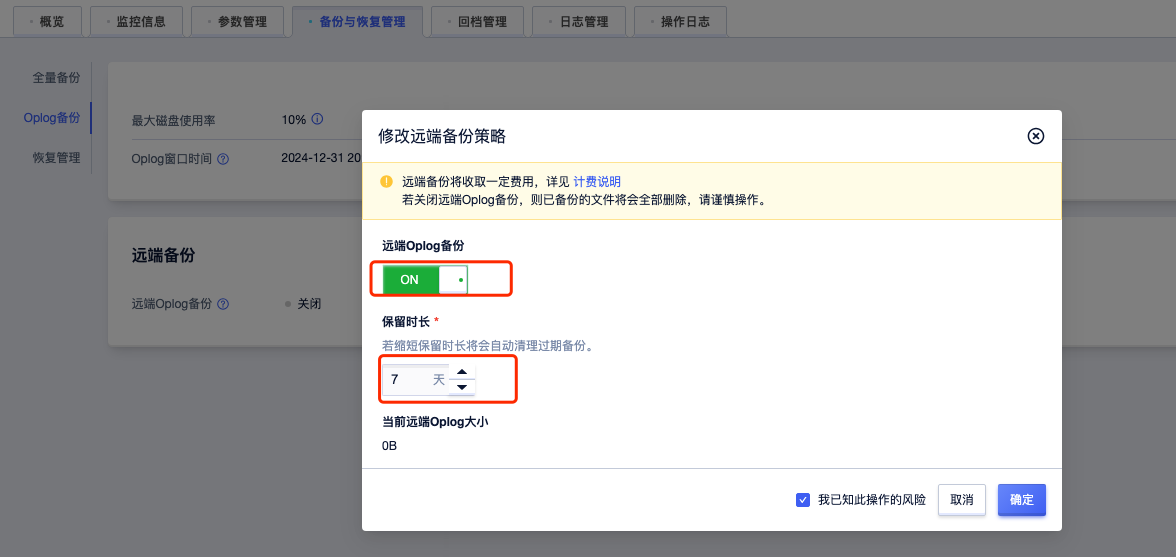 概览 监控信息 参数管理 备份与恢复管理 回档管理 日志管理 操作日志
全量备份
Oplog备份
恢复管理
最大磁盘使用率 10%
Oplog窗口时间 2024-12-31 20
远端备份
远端Oplog备份 关闭
修改远端备份策略
远端备份将收取一定费用，详见 计费说明
若关闭远端Oplog备份，则已备份的文件将会全部删除，请谨慎操作。
远端Oplog备份
ON
保留时长 *
若缩短保留时长将会自动清理过期备份。
7 天
当前远端Oplog大小
0B
我已知此操作的风险 取消 确定